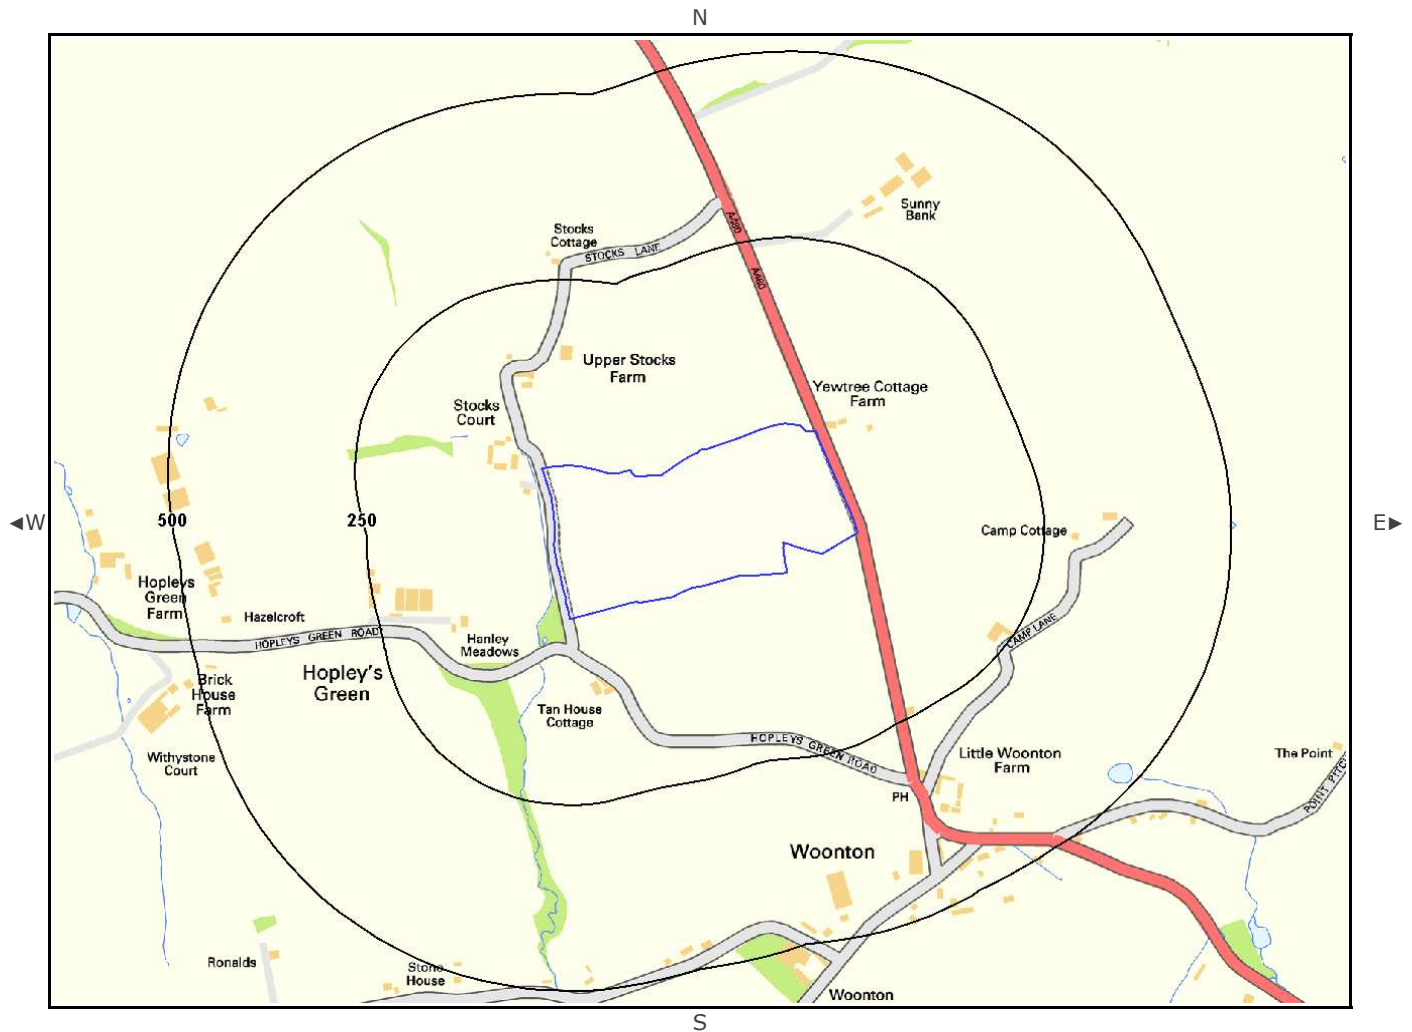 N
A480
Sunny
Bank
Stocks
Cottage
STOCKS LANE
A480
Upper Stocks
Farm
Yewtree Cottage
Farm
Stocks
Court
◄W
500
250
E►
Camp Cottage
Hopleys
Green
Farm
Hazelcroft
HOPLEYS GREEN ROAD
Hanley
Meadows
CAMP LANE
Hopley's
Green
Brick
House
Farm
Tan House
Cottage
HOPLEYS GREEN ROAD
Withystone
Court
Little Woonton
Farm
The Point
POINT PITCH
PH
Woonton
Ronalds
Stone
House
Woonton
S